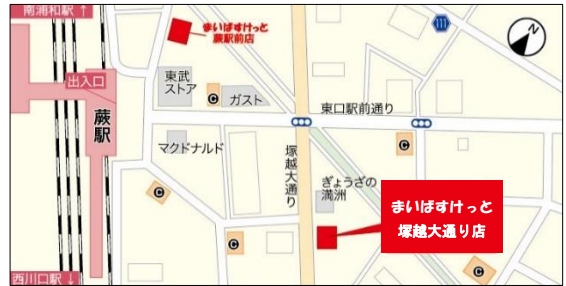 南浦和駅 ↑
まいばすけっと
蕨駅前店
111
N
出入口
東武
ストア
C
ガスト
東口駅前通り
蕨駅
マクドナルド
C
塚越大通り
ぎょうざの
満洲
C
まいばすけっと
塚越大通り店
C
C
西川口駅 ↓